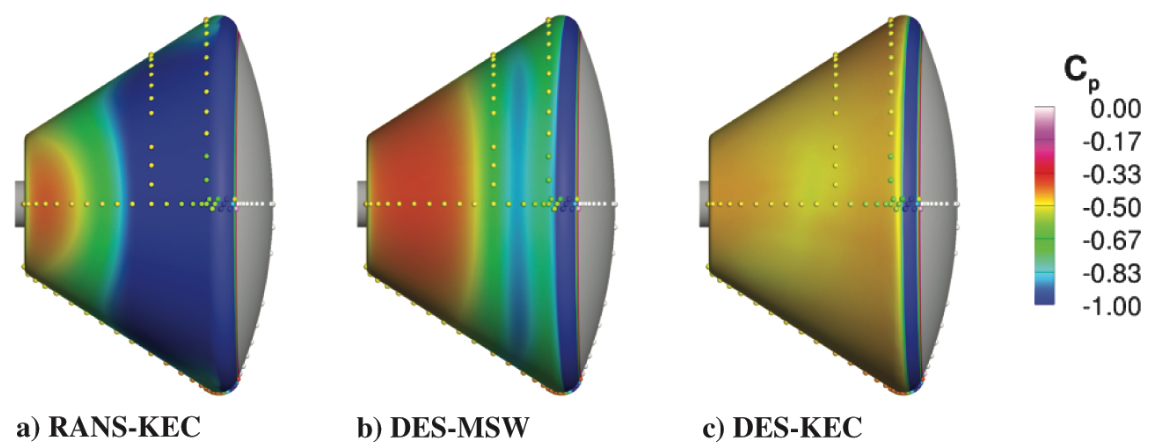 Cp
0.00
-0.17
-0.33
-0.50
-0.67
-0.83
-1.00
a) RANS-KEC
b) DES-MSW
c) DES-KEC